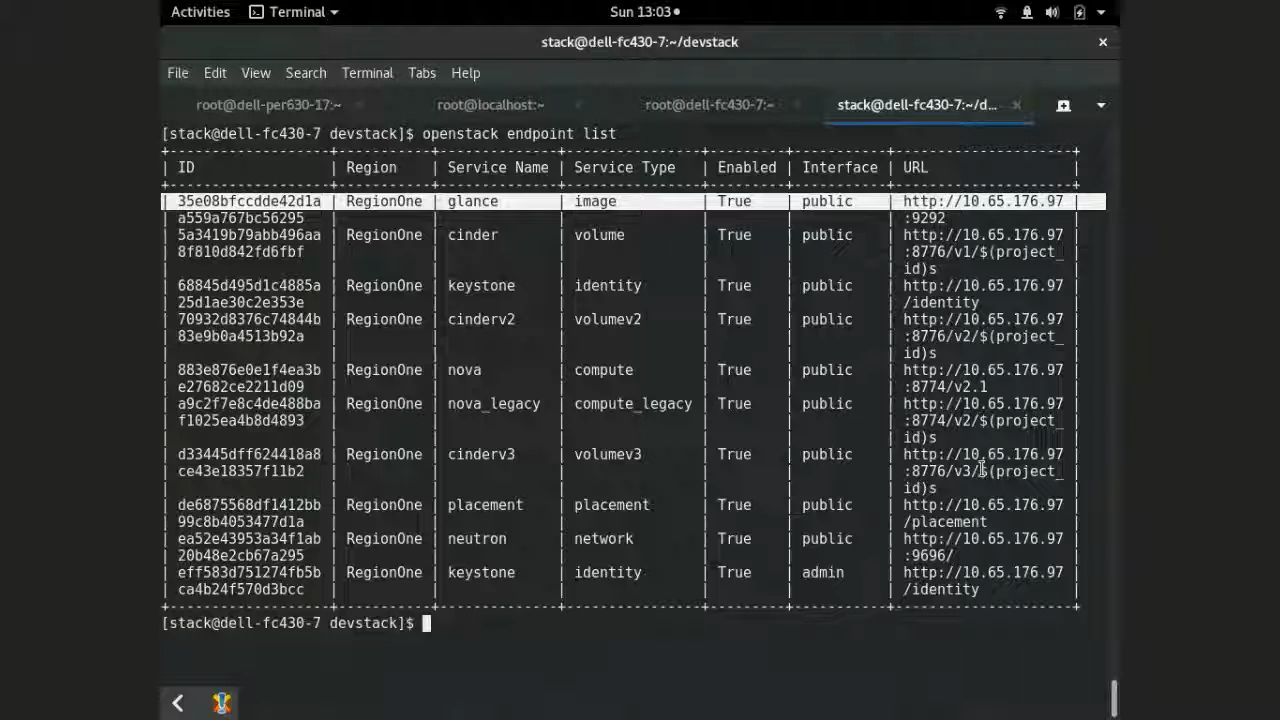 Activities Terminal Sun 13:03
stack@dell-fc430-7:~/devstack ×
File Edit View Search Terminal Tabs Help
root@dell-per630-17:~ × root@localhost:~ × root@dell-fc430-7:~ × stack@dell-fc430-7:~/d... ×
[stack@dell-fc430-7 devstack]$ openstack endpoint list
+-------------------+-----------+--------------+----------------+---------+-----------+---------------------+
| ID | Region | Service Name | Service Type | Enabled | Interface | URL |
+-------------------+-----------+--------------+----------------+---------+-----------+---------------------+
| 35e08bfccdde42d1a | RegionOne | glance | image | True | public | http://10.65.176.97 |
| a559a767bc56295 | | | | | | :9292 |
| 5a3419b79abb496aa | RegionOne | cinder | volume | True | public | http://10.65.176.97 |
| 8f810d842fd6fbf | | | | | | :8776/v1/$(project_ |
| | | | | | | id)s |
| 68845d495d1c4885a | RegionOne | keystone | identity | True | public | http://10.65.176.97 |
| 25d1ae30c2e353e | | | | | | /identity |
| 70932d8376c74844b | RegionOne | cinderv2 | volumev2 | True | public | http://10.65.176.97 |
| 83e9b0a4513b92a | | | | | | :8776/v2/$(project_ |
| | | | | | | id)s |
| 883e876e0e1f4ea3b | RegionOne | nova | compute | True | public | http://10.65.176.97 |
| e27682ce2211d09 | | | | | | :8774/v2.1 |
| a9c2f7e8c4de488ba | RegionOne | nova_legacy | compute_legacy | True | public | http://10.65.176.97 |
| f1025ea4b8d4893 | | | | | | :8774/v2/$(project_ |
| | | | | | | id)s |
| d33445dff624418a8 | RegionOne | cinderv3 | volumev3 | True | public | http://10.65.176.97 |
| ce43e18357f11b2 | | | | | | :8776/v3/$(project_ |
| | | | | | | id)s |
| de6875568df1412bb | RegionOne | placement | placement | True | public | http://10.65.176.97 |
| 99c8b4053477d1a | | | | | | /placement |
| ea52e43953a34f1ab | RegionOne | neutron | network | True | public | http://10.65.176.97 |
| 20b48e2cb67a295 | | | | | | :9696/ |
| eff583d751274fb5b | RegionOne | keystone | identity | True | admin | http://10.65.176.97 |
| ca4b24f570d3bcc | | | | | | /identity |
+-------------------+-----------+--------------+----------------+---------+-----------+---------------------+
[stack@dell-fc430-7 devstack]$